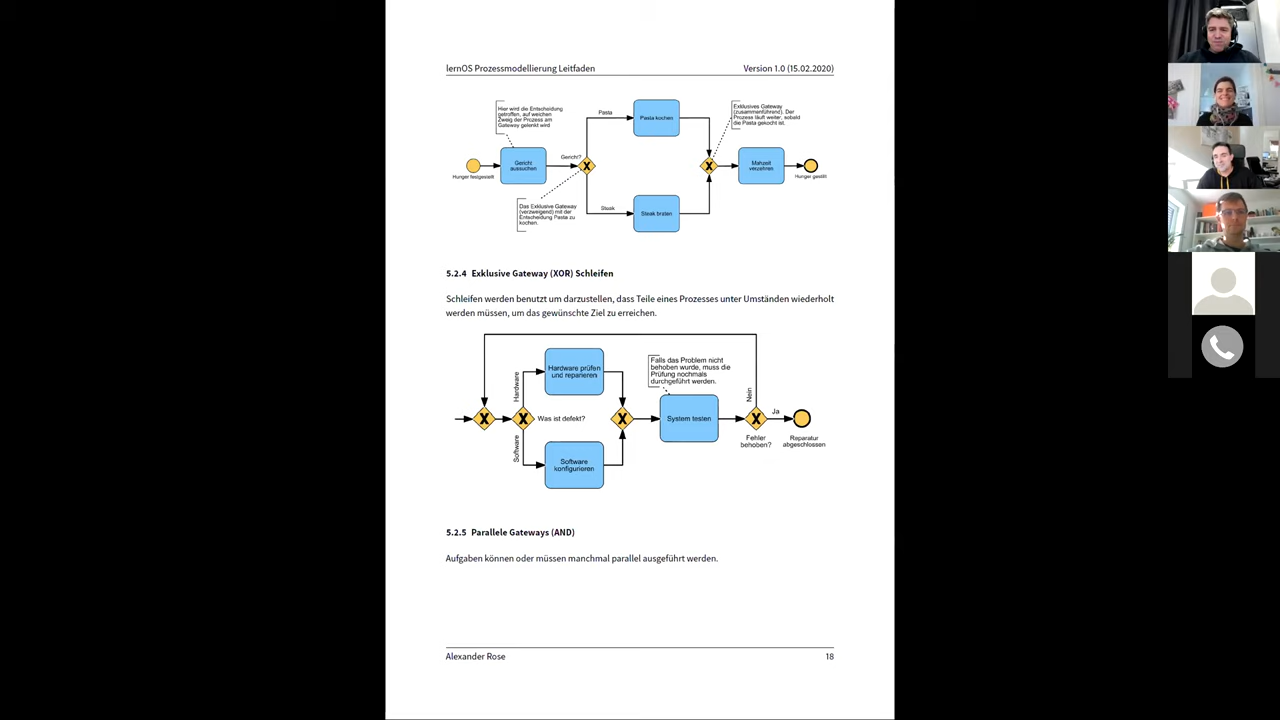 lernOS Prozessmodellierung Leitfaden
Version 1.0 (15.02.2020)
Hier wird die Entscheidung
getroffen, auf welchen
Zweig der Prozess am
Gateway gelenkt wird
Pasta
Pasta kochen
Exklusives Gateway
(zusammenführend). Der
Prozess läuft weiter, sobald
die Pasta gekocht ist.
Hunger festgestellt
Gericht
aussuchen
Gericht?
X
X
Mahlzeit
verzehren
Hunger gestillt
Das Exklusive Gateway
(verzweigend) mit der
Entscheidung Pasta zu
kochen.
Steak
Steak braten
5.2.4 Exklusive Gateway (XOR) Schleifen
Schleifen werden benutzt um darzustellen, dass Teile eines Prozesses unter Umständen wiederholt
werden müssen, um das gewünschte Ziel zu erreichen.
Hardware
Hardware prüfen
und reparieren
Falls das Problem nicht
behoben wurde, muss die
Prüfung nochmals
durchgeführt werden.
Nein
X
X
Was ist defekt?
X
System testen
X
Ja
Fehler
behoben?
Reparatur
abgeschlossen
Software
Software
konfigurieren
5.2.5 Parallele Gateways (AND)
Aufgaben können oder müssen manchmal parallel ausgeführt werden.
Alexander Rose
18